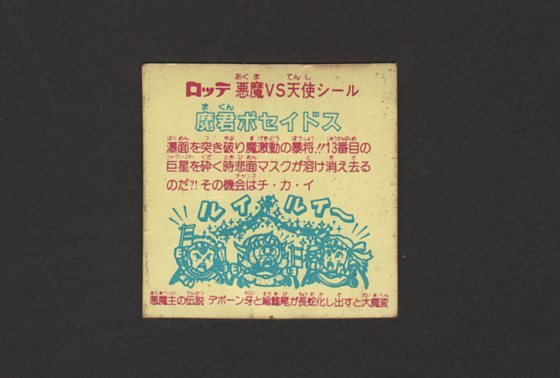 ロッテ 悪魔VS天使シール
魔君ポセイドス
瀑面を突き破り魔激動の暴将!!13番目の
巨星を砕く時悲面マスクが溶け消え去る
のだ?! その機会はチ・カ・イ
ルイ・ルイ〜
悪魔主の伝説 デポーン牙と総鬚尾が長蛇化し出すと大魔変